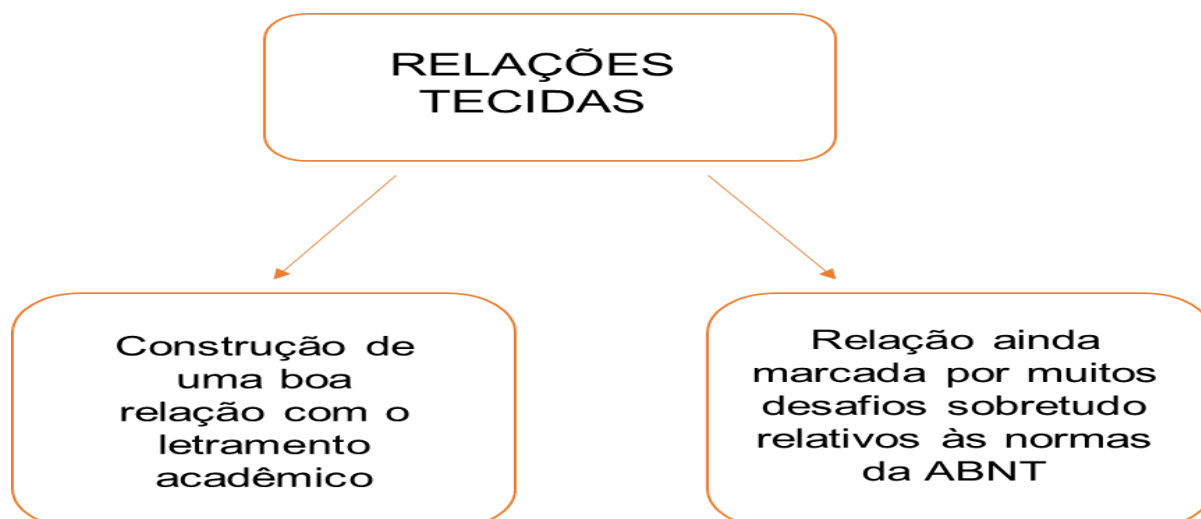 RELAÇÕES
TECIDAS
Construção de
uma boa
relação com o
letramento
acadêmico
Relação ainda
marcada por muitos
desafios sobretudo
relativos às normas
da ABNT